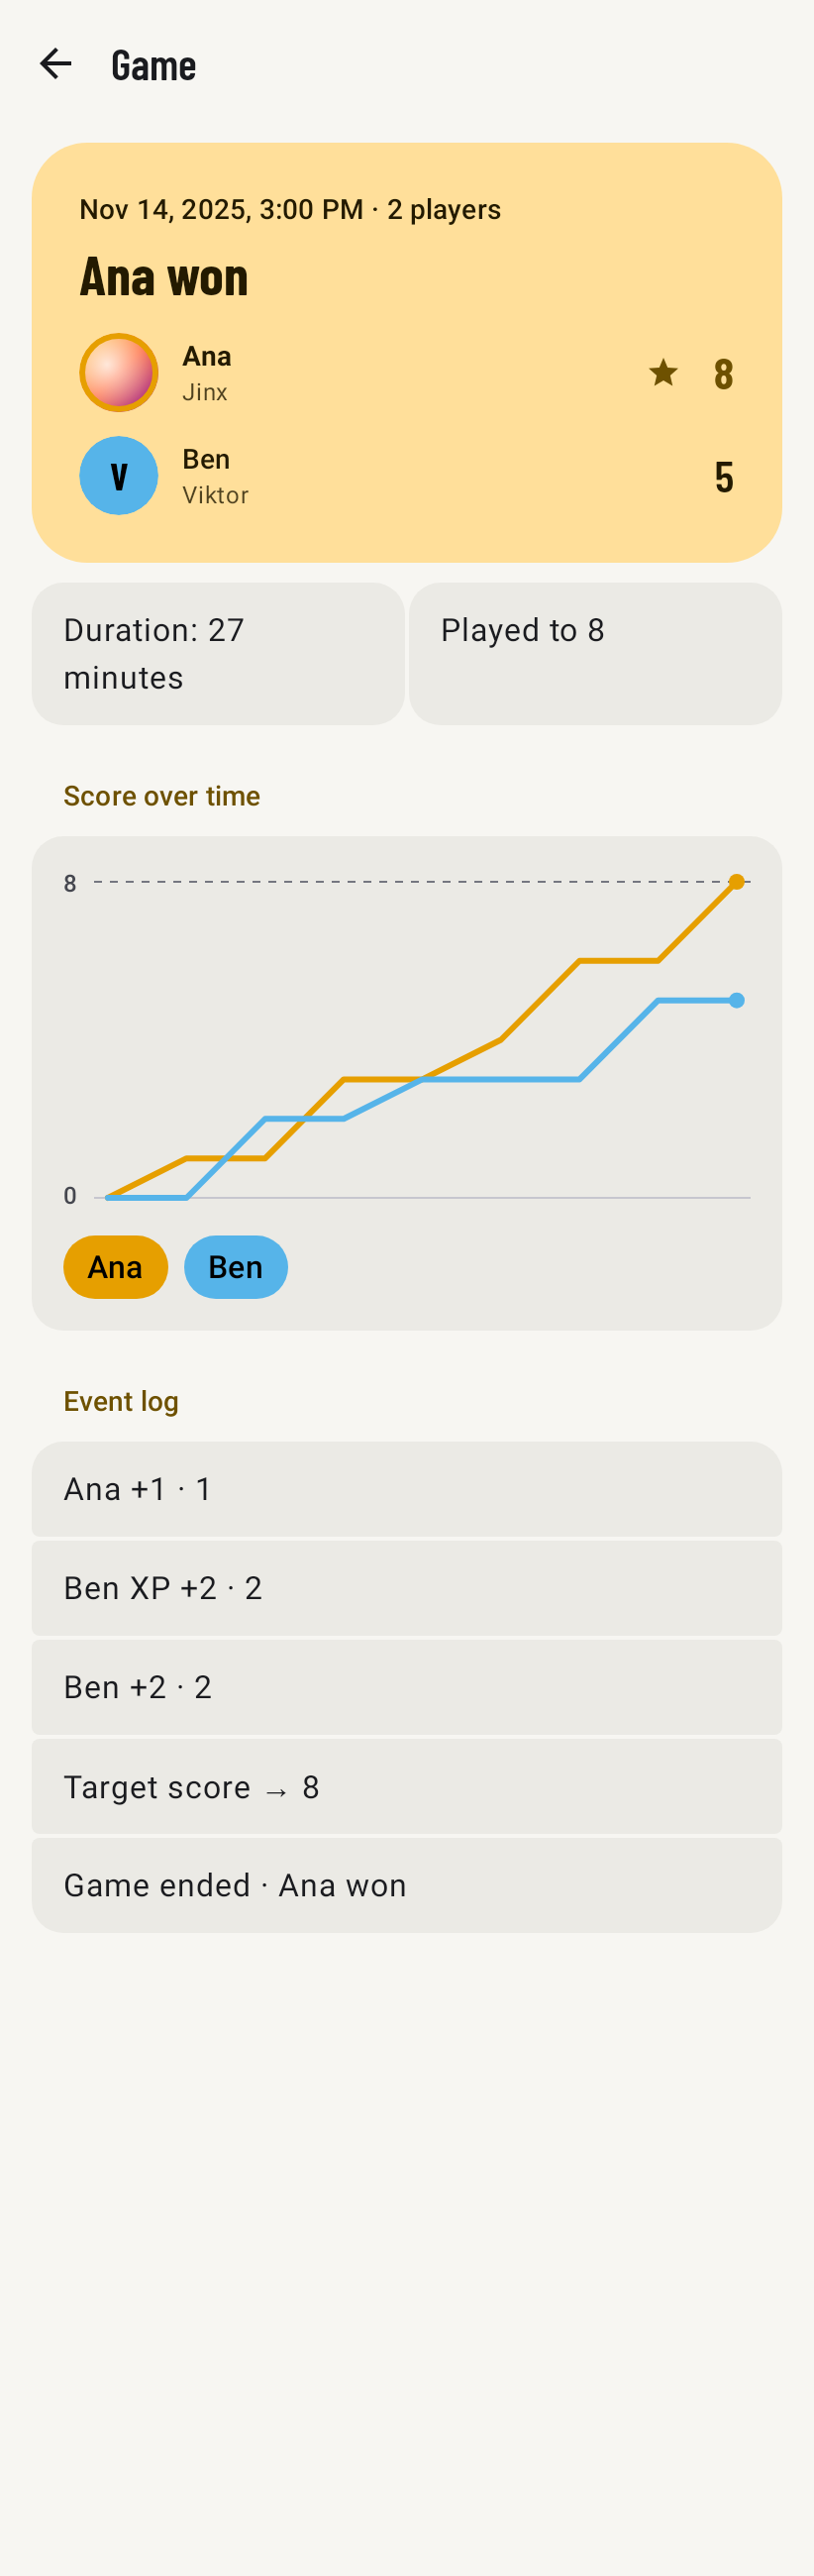 Game
Nov 14, 2025, 3:00 PM · 2 players
Ana won
Ana
Jinx
8
V
Ben
Viktor
5
Duration: 27
minutes
Played to 8
Score over time
8
0
Ana
Ben
Event log
Ana +1 · 1
Ben XP +2 · 2
Ben +2 · 2
Target score → 8
Game ended · Ana won